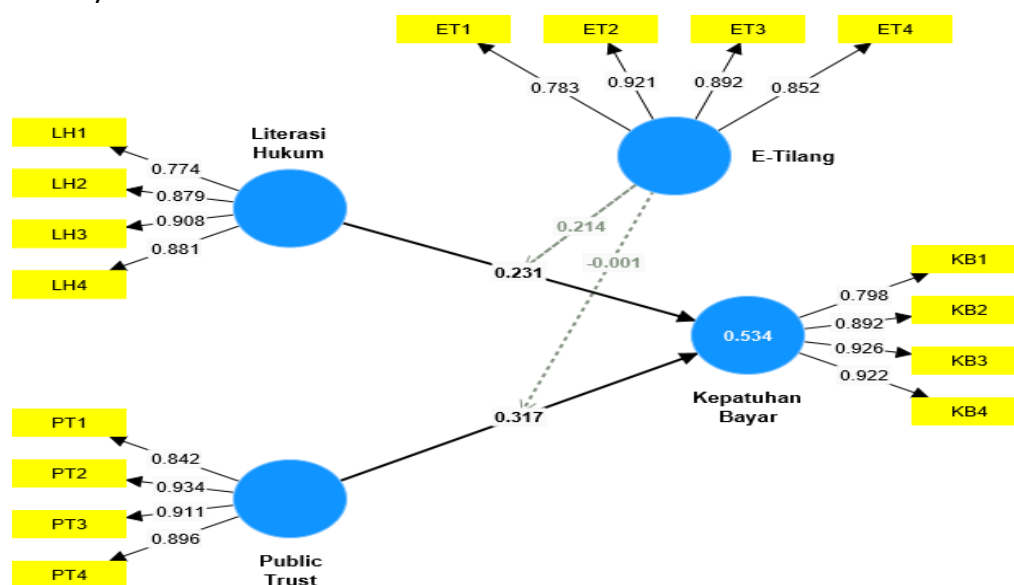 ET1
ET2
ET3
ET4
0.783
0.921
0.892
0.852
E-Tilang
LH1
LH2
LH3
LH4
0.774
0.879
0.908
0.881
Literasi
Hukum
0.214
-0.001
0.231
0.317
0.534
Kepatuhan
Bayar
0.798
0.892
0.926
0.922
KB1
KB2
KB3
KB4
PT1
PT2
PT3
PT4
0.842
0.934
0.911
0.896
Public
Trust